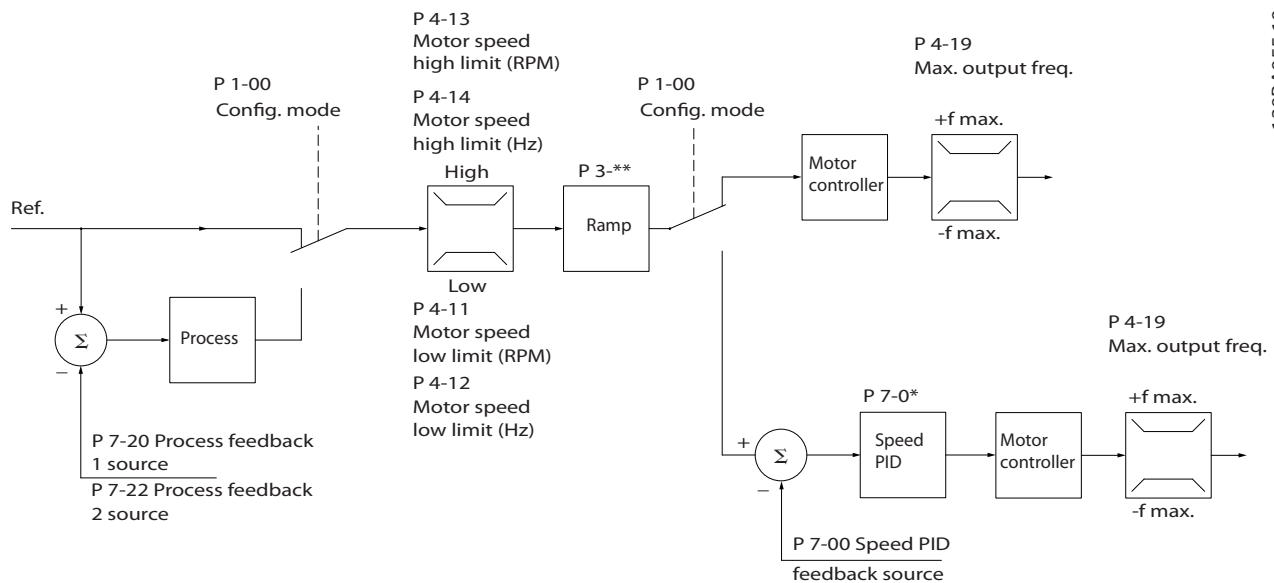 P 4-13
Motor speed
high limit (RPM)
P 4-14
Motor speed
high limit (Hz)
P 1-00
Config. mode
P 1-00
Config. mode
P 4-19
Max. output freq.
Ref.
High
Low
P 3-**
Ramp
Motor
controller
+f max.
-f max.
+
Σ
−
Process
P 4-11
Motor speed
low limit (RPM)
P 4-12
Motor speed
low limit (Hz)
P 7-20 Process feedback
1 source
P 7-22 Process feedback
2 source
P 4-19
Max. output freq.
P 7-0*
+
Σ
−
Speed
PID
Motor
controller
+f max.
-f max.
P 7-00 Speed PID
feedback source